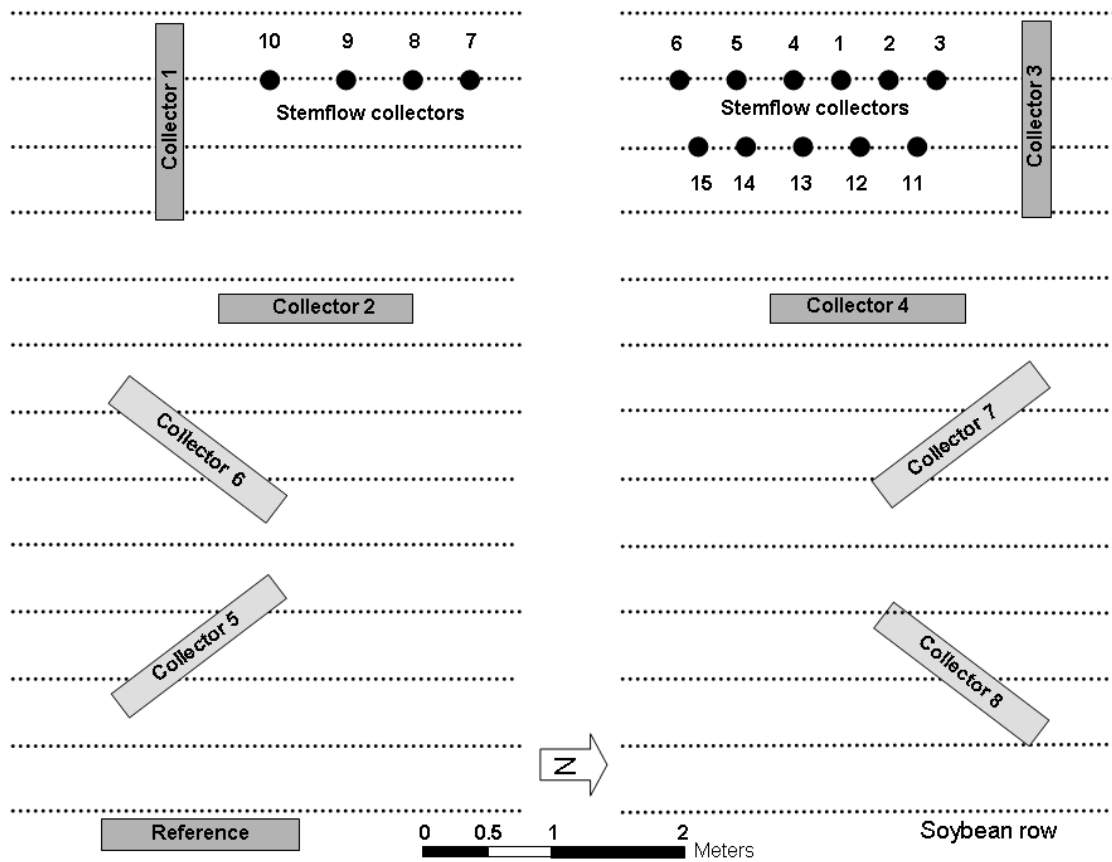 10 9 8 7
6 5 4 1 2 3
Collector 1
Stemflow collectors
Stemflow collectors
Collector 3
15 14 13 12 11
Collector 2
Collector 4
Collector 6
Collector 7
Collector 5
Collector 8
N
Reference
0 0.5 1 2
Meters
Soybean row